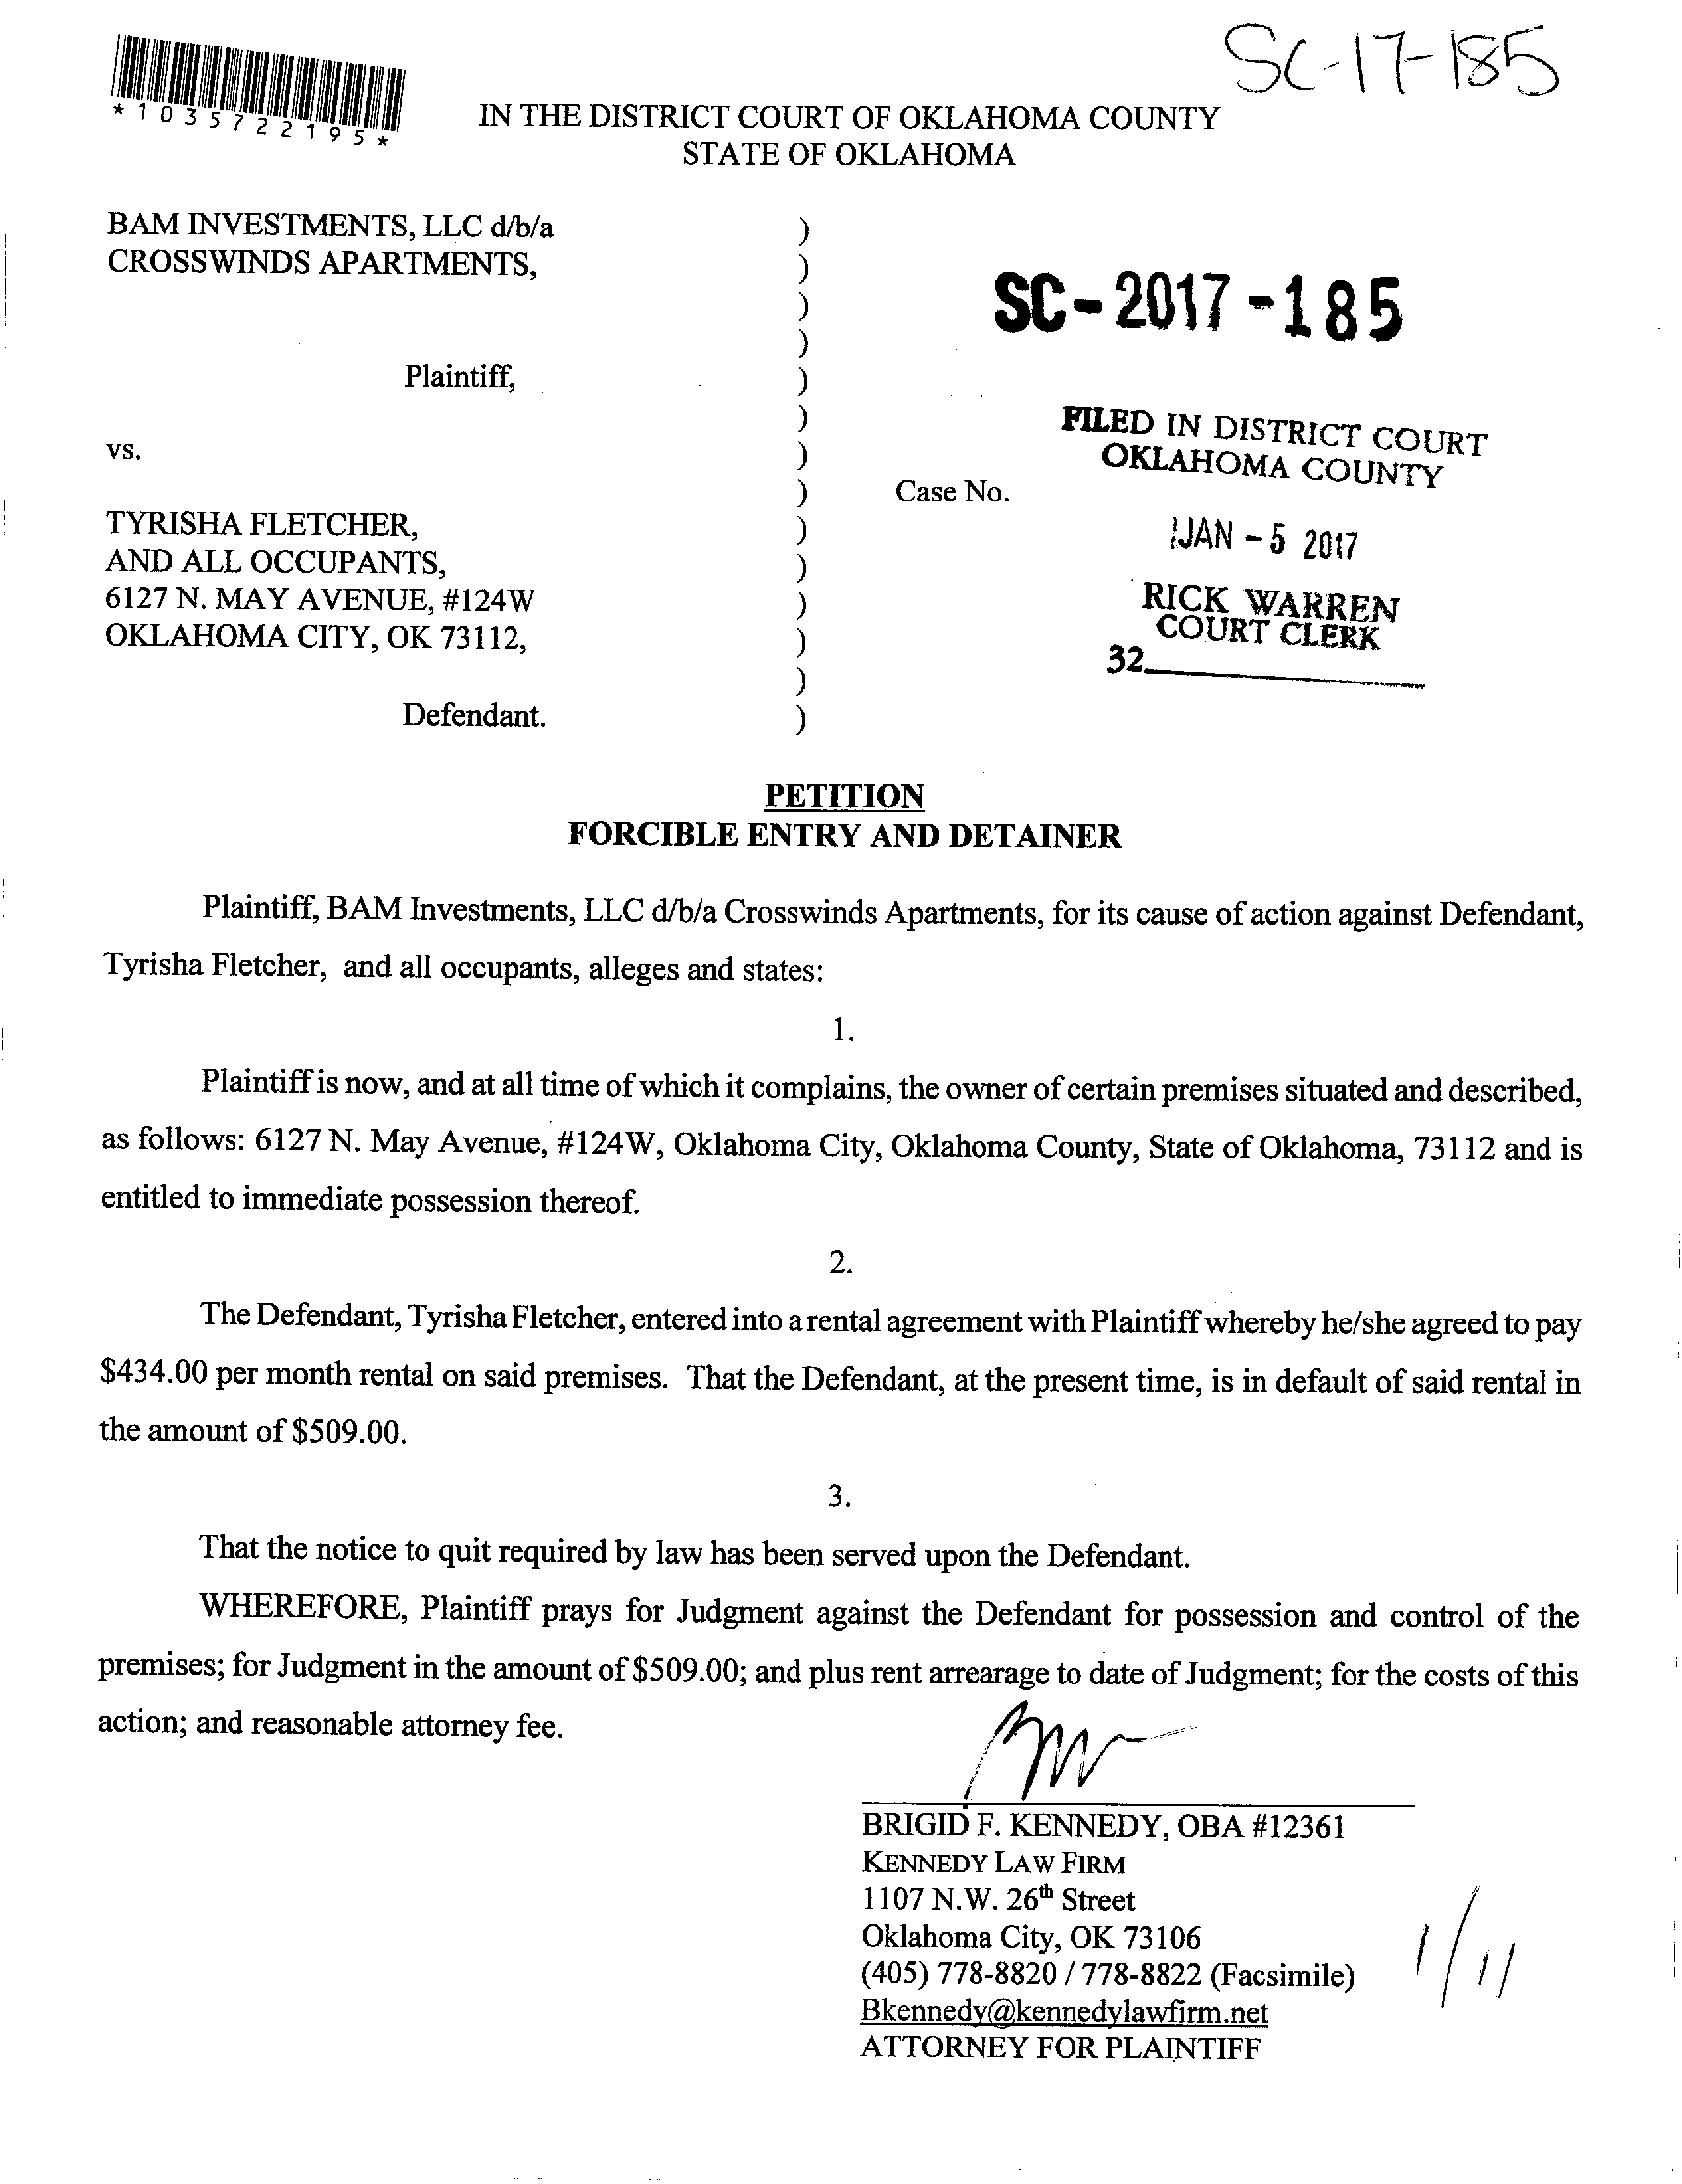 SC-17-185
*1035722195*
IN THE DISTRICT COURT OF OKLAHOMA COUNTY
STATE OF OKLAHOMA
BAM INVESTMENTS, LLC d/b/a )
CROSSWINDS APARTMENTS, )
)
SC-2017-185
)
Plaintiff, )
)
FILED IN DISTRICT COURT
OKLAHOMA COUNTY
vs. )
) Case No.
TYRISHA FLETCHER, )
JAN - 5 2017
AND ALL OCCUPANTS, )
6127 N. MAY AVENUE, #124W )
RICK WARREN
COURT CLERK
OKLAHOMA CITY, OK 73112, )
32
)
Defendant. )
PETITION
FORCIBLE ENTRY AND DETAINER
Plaintiff, BAM Investments, LLC d/b/a Crosswinds Apartments, for its cause of action against Defendant,
Tyrisha Fletcher, and all occupants, alleges and states:
1.
Plaintiff is now, and at all time of which it complains, the owner of certain premises situated and described,
as follows: 6127 N. May Avenue, #124W, Oklahoma City, Oklahoma County, State of Oklahoma, 73112 and is
entitled to immediate possession thereof.
2.
The Defendant, Tyrisha Fletcher, entered into a rental agreement with Plaintiff whereby he/she agreed to pay
$434.00 per month rental on said premises. That the Defendant, at the present time, is in default of said rental in
the amount of $509.00.
3.
That the notice to quit required by law has been served upon the Defendant.
WHEREFORE, Plaintiff prays for Judgment against the Defendant for possession and control of the
premises; for Judgment in the amount of $509.00; and plus rent arrearage to date of Judgment; for the costs of this
action; and reasonable attorney fee.
BRIGID F. KENNEDY, OBA #12361
KENNEDY LAW FIRM
1107 N.W. 26th Street
Oklahoma City, OK 73106
(405) 778-8820 / 778-8822 (Facsimile)
1/11
Bkennedy@kennedylawfirm.net
ATTORNEY FOR PLAINTIFF